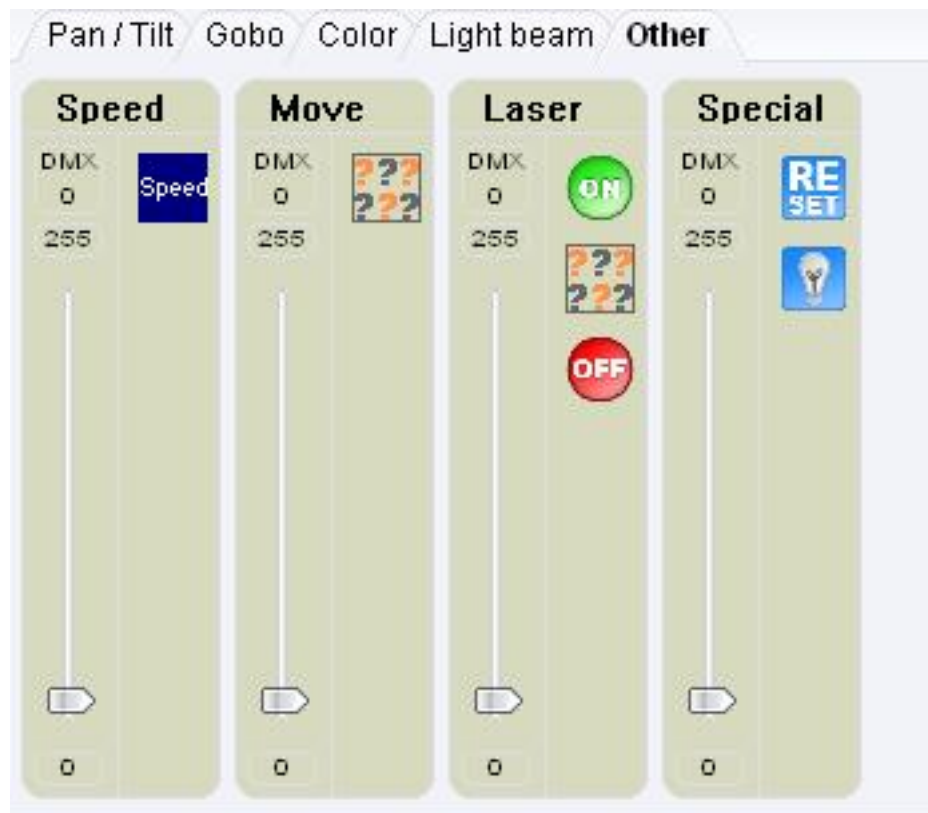 Pan / Tilt Gobo Color Light beam Other
Speed
DMX
0
255
Speed
0
Move
DMX
0
255
???
???
0
Laser
DMX
0
255
ON
???
???
OFF
0
Special
DMX
0
255
RE
SET
0